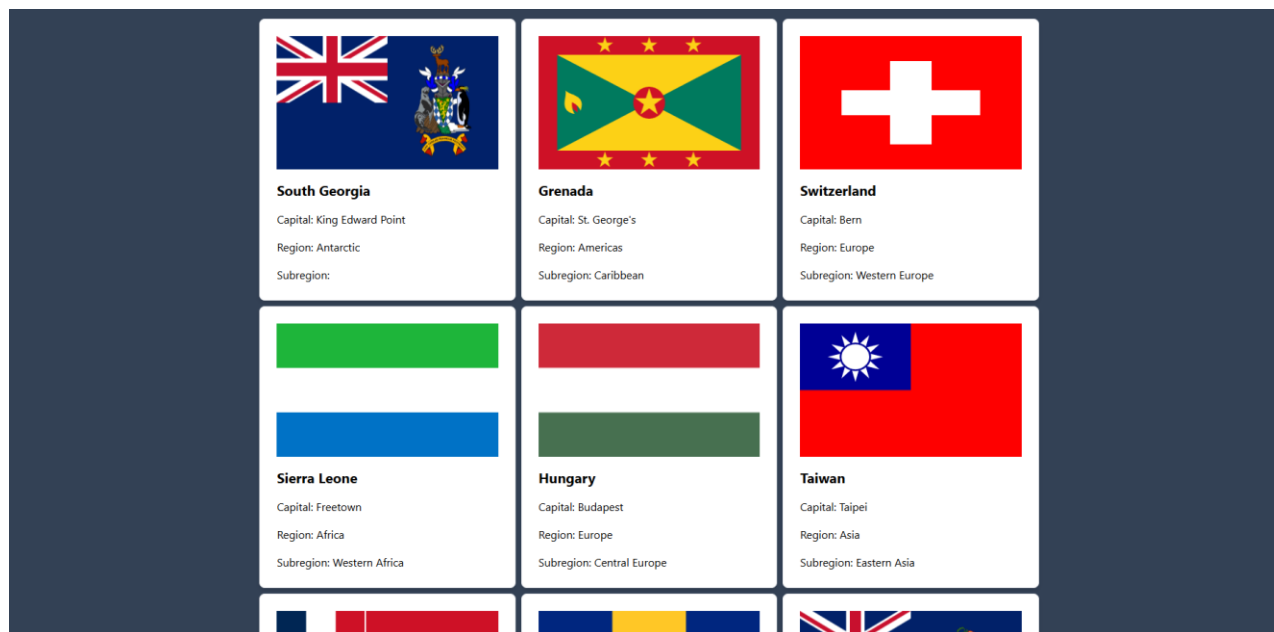 South Georgia
Capital: King Edward Point
Region: Antarctic
Subregion:
Grenada
Capital: St. George's
Region: Americas
Subregion: Caribbean
Switzerland
Capital: Bern
Region: Europe
Subregion: Western Europe
Sierra Leone
Capital: Freetown
Region: Africa
Subregion: Western Africa
Hungary
Capital: Budapest
Region: Europe
Subregion: Central Europe
Taiwan
Capital: Taipei
Region: Asia
Subregion: Eastern Asia